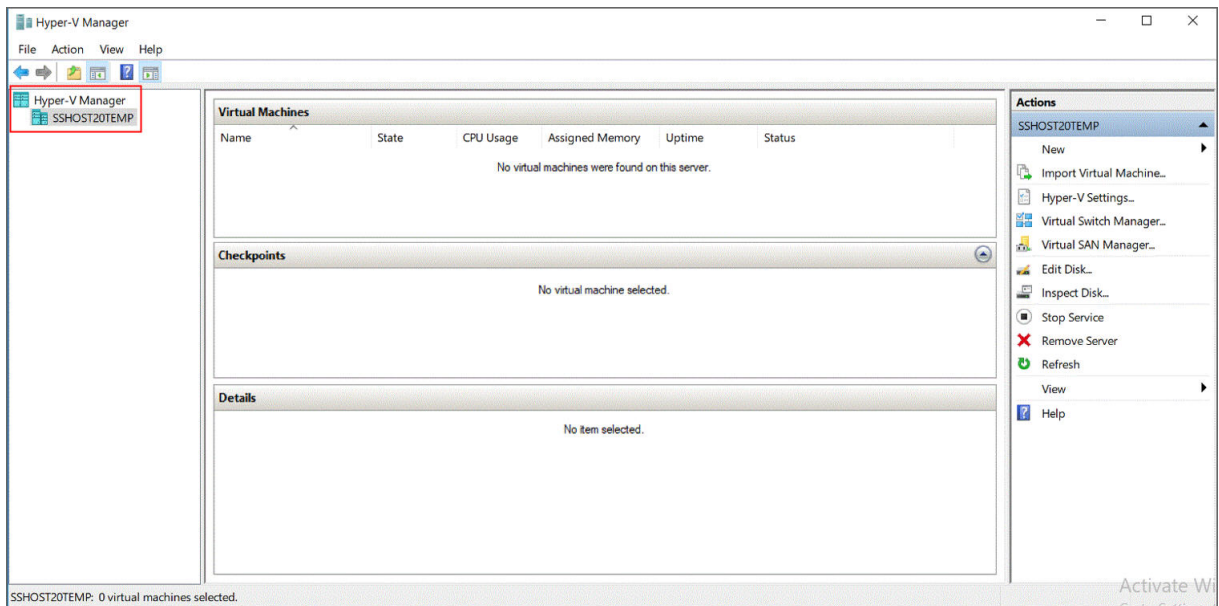 Hyper-V Manager
File Action View Help
Hyper-V Manager
SSHOST20TEMP
Virtual Machines
Name State CPU Usage Assigned Memory Uptime Status
No virtual machines were found on this server.
Checkpoints
No virtual machine selected.
Details
No item selected.
Actions
SSHOST20TEMP
New
Import Virtual Machine...
Hyper-V Settings...
Virtual Switch Manager...
Virtual SAN Manager...
Edit Disk...
Inspect Disk...
Stop Service
Remove Server
Refresh
View
Help
Activate Wi
SSHOST20TEMP: 0 virtual machines selected.